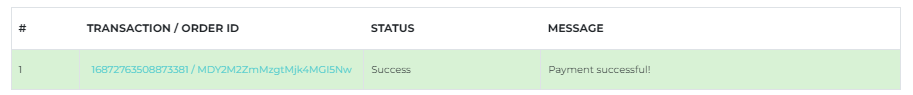 # TRANSACTION / ORDER ID STATUS MESSAGE
1 16872763508873381 / MDY2M2ZmMzgtMjk4MGI5Nw Success Payment successful!